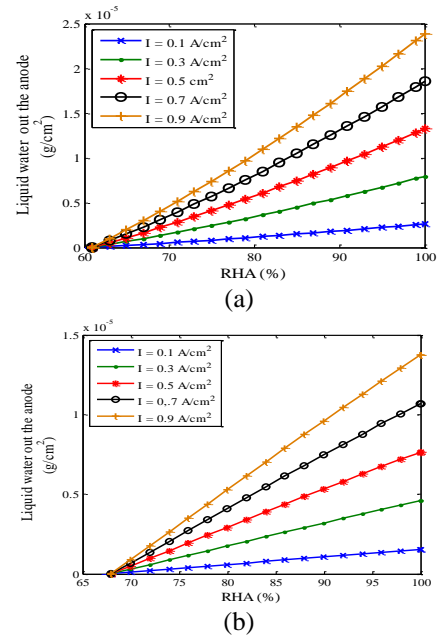 x 10^-5
2.5
2
1.5
1
0.5
0
Liquid water out the anode
(g/cm²)
I = 0.1 A/cm²
I = 0.3 A/cm²
I = 0.5 cm²
I = 0.7 A/cm²
I = 0.9 A/cm²
60 70 80 90 100
RHA (%)
(a)
x 10^-5
1.5
1
0.5
0
Liquid water out the anode
(g/cm²)
I = 0.1 A/cm²
I = 0.3 A/cm²
I = 0.5 A/cm²
I = 0,.7 A/cm²
I = 0.9 A/cm²
65 70 75 80 85 90 95 100
RHA (%)
(b)